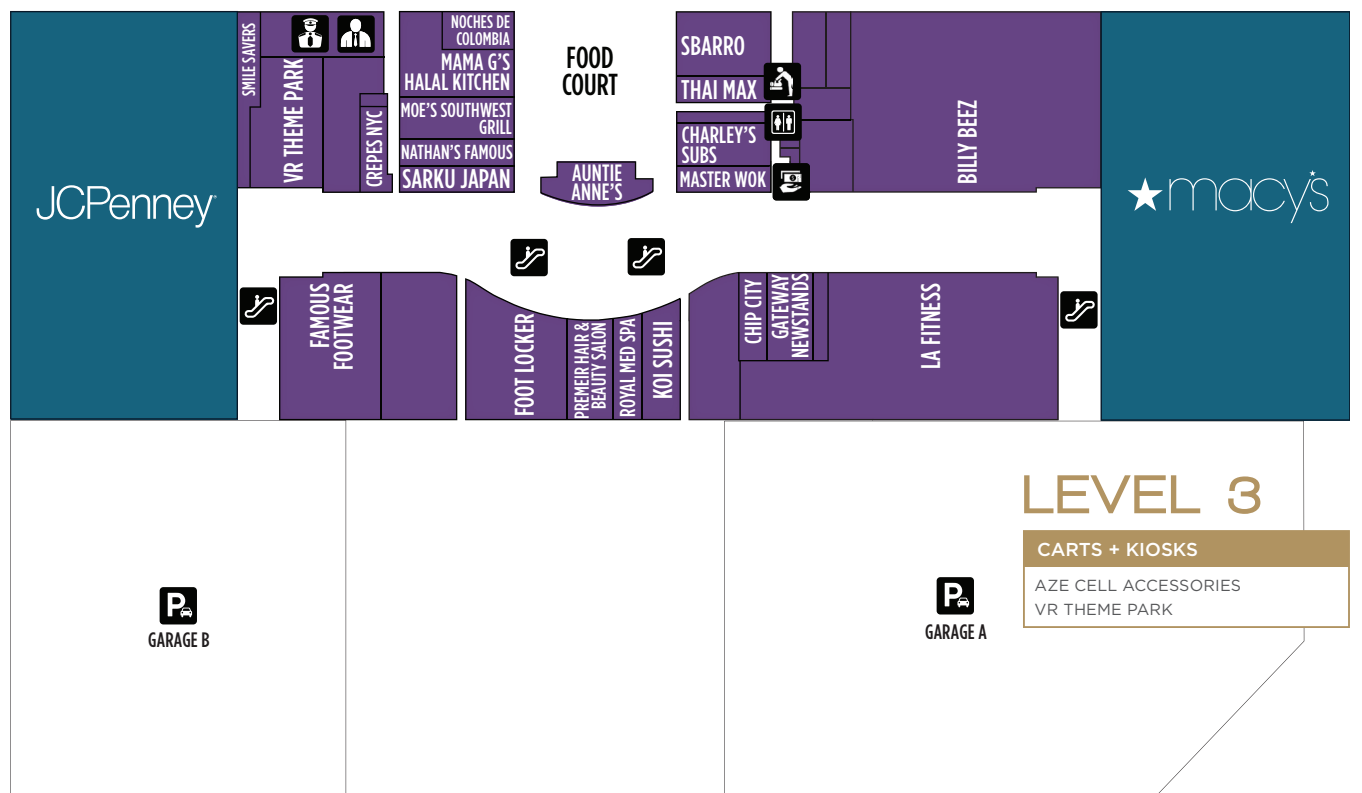 JCPenney
SMILE SAVERS
VR THEME PARK
CREPES NYC
NOCHES DE
COLOMBIA
MAMA G'S
HALAL KITCHEN
MOE'S SOUTHWEST
GRILL
NATHAN'S FAMOUS
SARKU JAPAN
FOOD
COURT
AUNTIE
ANNE'S
SBARRO
THAI MAX
CHARLEY'S
SUBS
MASTER WOK
BILLY BEEZ
macy's
FAMOUS
FOOTWEAR
FOOT LOCKER
PREMEIR HAIR &
BEAUTY SALON
ROYAL MED SPA
KOI SUSHI
CHIP CITY
GATEWAY
NEWSTANDS
LA FITNESS
LEVEL 3
CARTS + KIOSKS
AZE CELL ACCESSORIES
VR THEME PARK
P
GARAGE B
P
GARAGE A